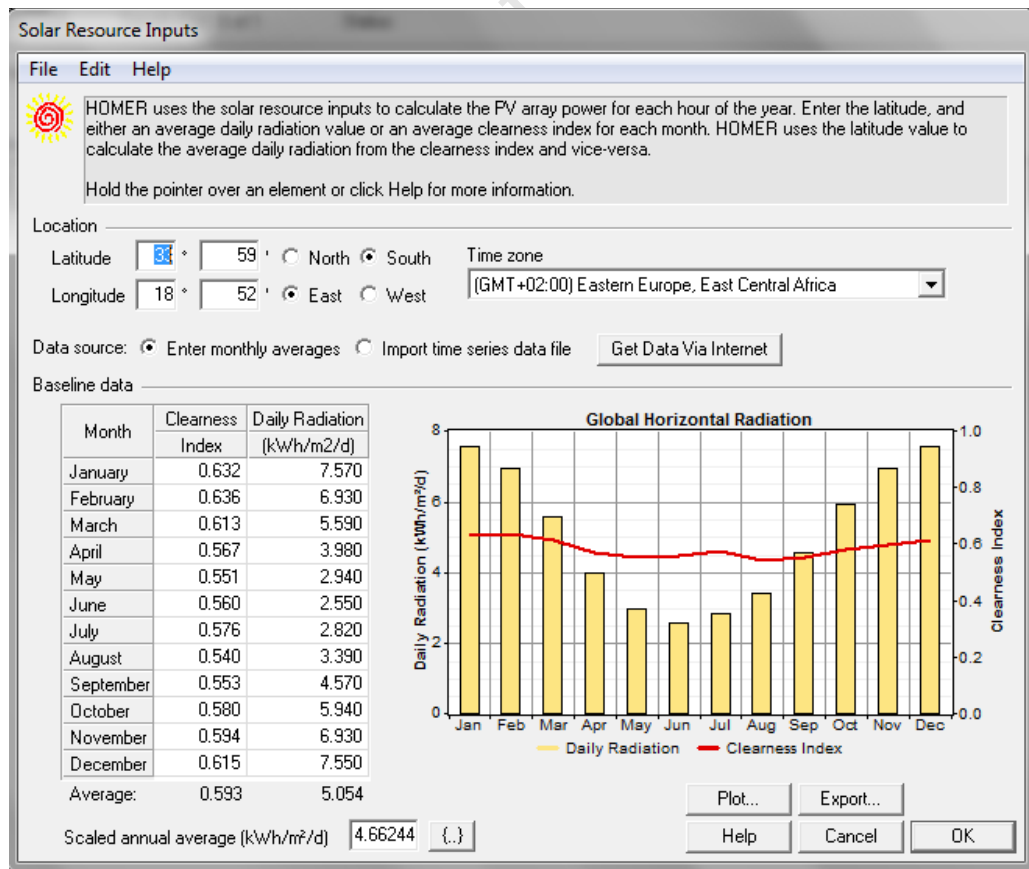 Solar Resource Inputs
File Edit Help
HOMER uses the solar resource inputs to calculate the PV array power for each hour of the year. Enter the latitude, and
either an average daily radiation value or an average clearness index for each month. HOMER uses the latitude value to
calculate the average daily radiation from the clearness index and vice-versa.
Hold the pointer over an element or click Help for more information.
Location
Latitude 33 ° 59 ' North South Time zone
Longitude 18 ° 52 ' East West (GMT+02:00) Eastern Europe, East Central Africa
Data source: Enter monthly averages Import time series data file Get Data Via Internet
Baseline data
Month Clearness Index Daily Radiation (kWh/m2/d)
January 0.632 7.570
February 0.636 6.930
March 0.613 5.590
April 0.567 3.980
May 0.551 2.940
June 0.560 2.550
July 0.576 2.820
August 0.540 3.390
September 0.553 4.570
October 0.580 5.940
November 0.594 6.930
December 0.615 7.550
Average: 0.593 5.054
Scaled annual average (kWh/m²/d) 4.66244 {..}
Global Horizontal Radiation
Daily Radiation (kWh/m²/d)
8
6
4
2
0
Jan Feb Mar Apr May Jun Jul Aug Sep Oct Nov Dec
1.0
0.8
0.6
0.4
0.2
0.0
Clearness Index
Daily Radiation Clearness Index
Plot... Export...
Help Cancel OK